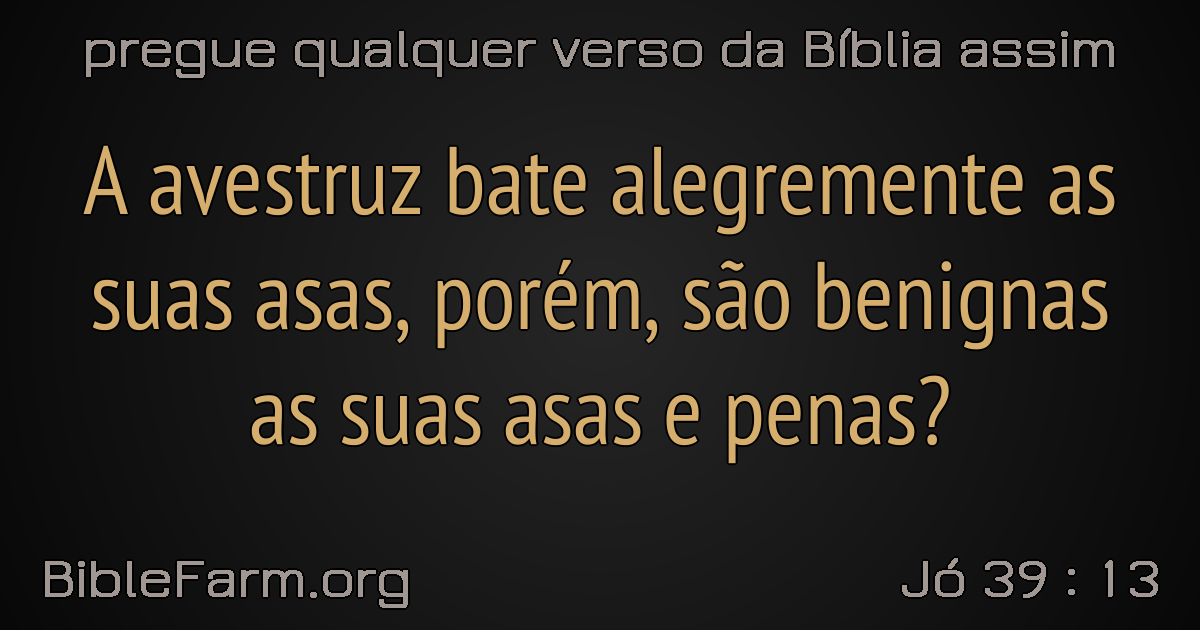 pregue qualquer verso da Bíblia assim
A avestruz bate alegremente as
suas asas, porém, são benignas
as suas asas e penas?
BibleFarm.org
Jó 39 : 13